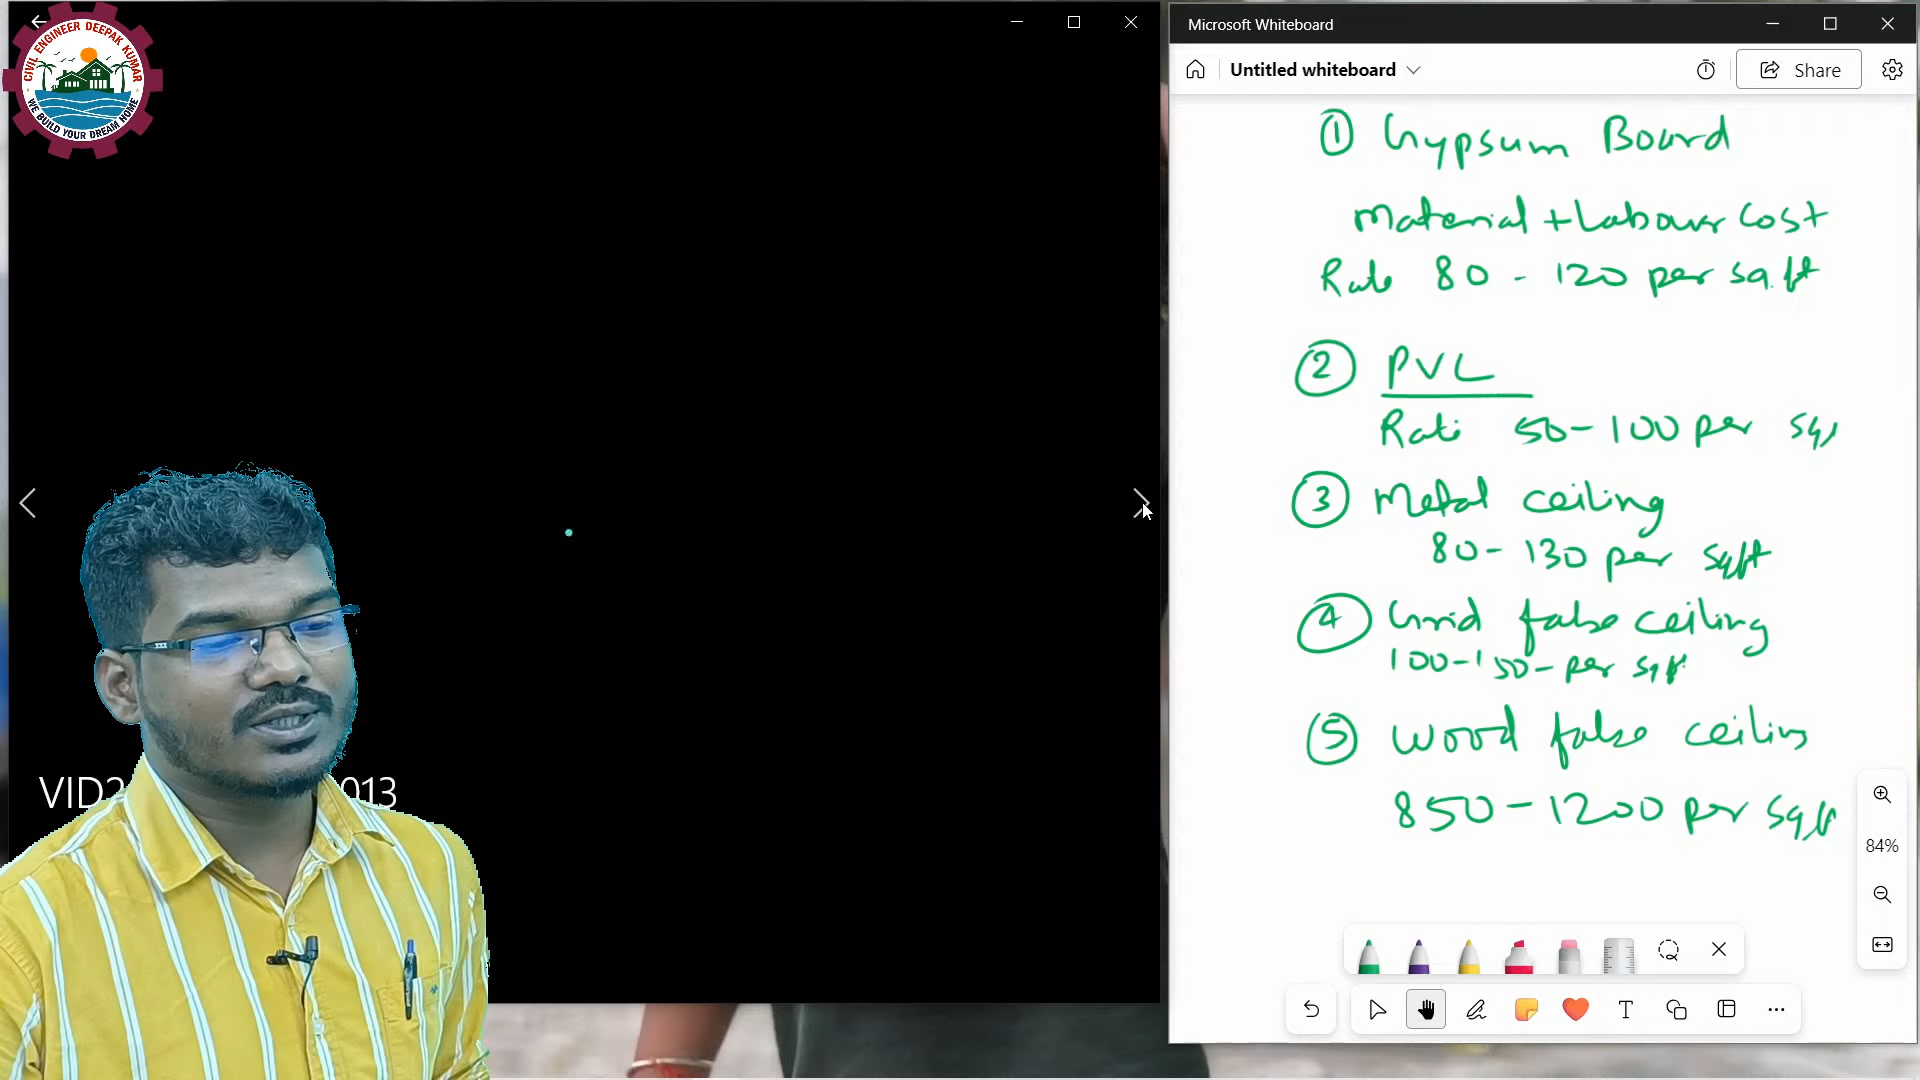 CIVIL ENGINEER DEEPAK KUMAR
WE BUILD YOUR DREAM HOME
Microsoft Whiteboard
Untitled whiteboard
Share
① Gypsum Board
Material + Labour Cost
Rate 80 - 120 per sq.ft
② PVC
Rate 50-100 per sq
③ Metal ceiling
80-130 per sqft
④ Grid false ceiling
100-150- per sqft
⑤ Wood false ceiling
850-1200 per sqft
84%
T